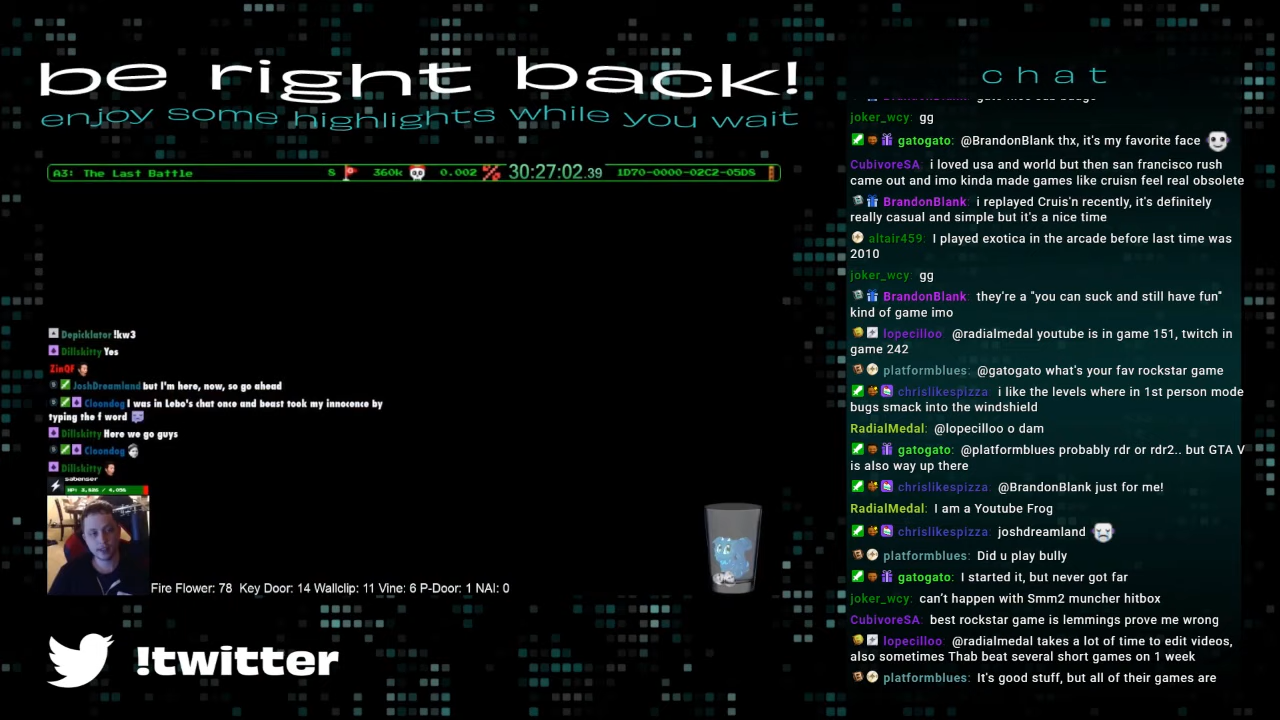 be right back!
enjoy some highlights while you wait
A3: The Last Battle 8 360k 0.002 30:27:02.39 1D70-0000-02C2-05DS
Depicklator !kw3
Dillskitty Yes
ZinQf
JoshDreamland but I'm here, now, so go ahead
Cloondog I was in Lebo's chat once and beast took my innocence by
typing the f word
Dillskitty Here we go guys
Cloondog
Dillskitty
sabenser
HP: 2,586 / 4,096
Fire Flower: 78 Key Door: 14 Wallclip: 11 Vine: 6 P-Door: 1 NAI: 0
!twitter
chat
joker_wcy: gg
gatogato: @BrandonBlank thx, it's my favorite face
CubivoreSA: i loved usa and world but then san francisco rush
came out and imo kinda made games like cruisn feel real obsolete
BrandonBlank: i replayed Cruis'n recently, it's definitely
really casual and simple but it's a nice time
altair459: I played exotica in the arcade before last time was
2010
joker_wcy: gg
BrandonBlank: they're a "you can suck and still have fun"
kind of game imo
lopecilloo: @radialmedal youtube is in game 151, twitch in
game 242
platformblues: @gatogato what's your fav rockstar game
chrislikespizza: i like the levels where in 1st person mode
bugs smack into the windshield
RadialMedal: @lopecilloo o dam
gatogato: @platformblues probably rdr or rdr2.. but GTA V
is also way up there
chrislikespizza: @BrandonBlank just for me!
RadialMedal: I am a Youtube Frog
chrislikespizza: joshdreamland
platformblues: Did u play bully
gatogato: I started it, but never got far
joker_wcy: can't happen with Smm2 muncher hitbox
CubivoreSA: best rockstar game is lemmings prove me wrong
lopecilloo: @radialmedal takes a lot of time to edit videos,
also sometimes Thab beat several short games on 1 week
platformblues: It's good stuff, but all of their games are